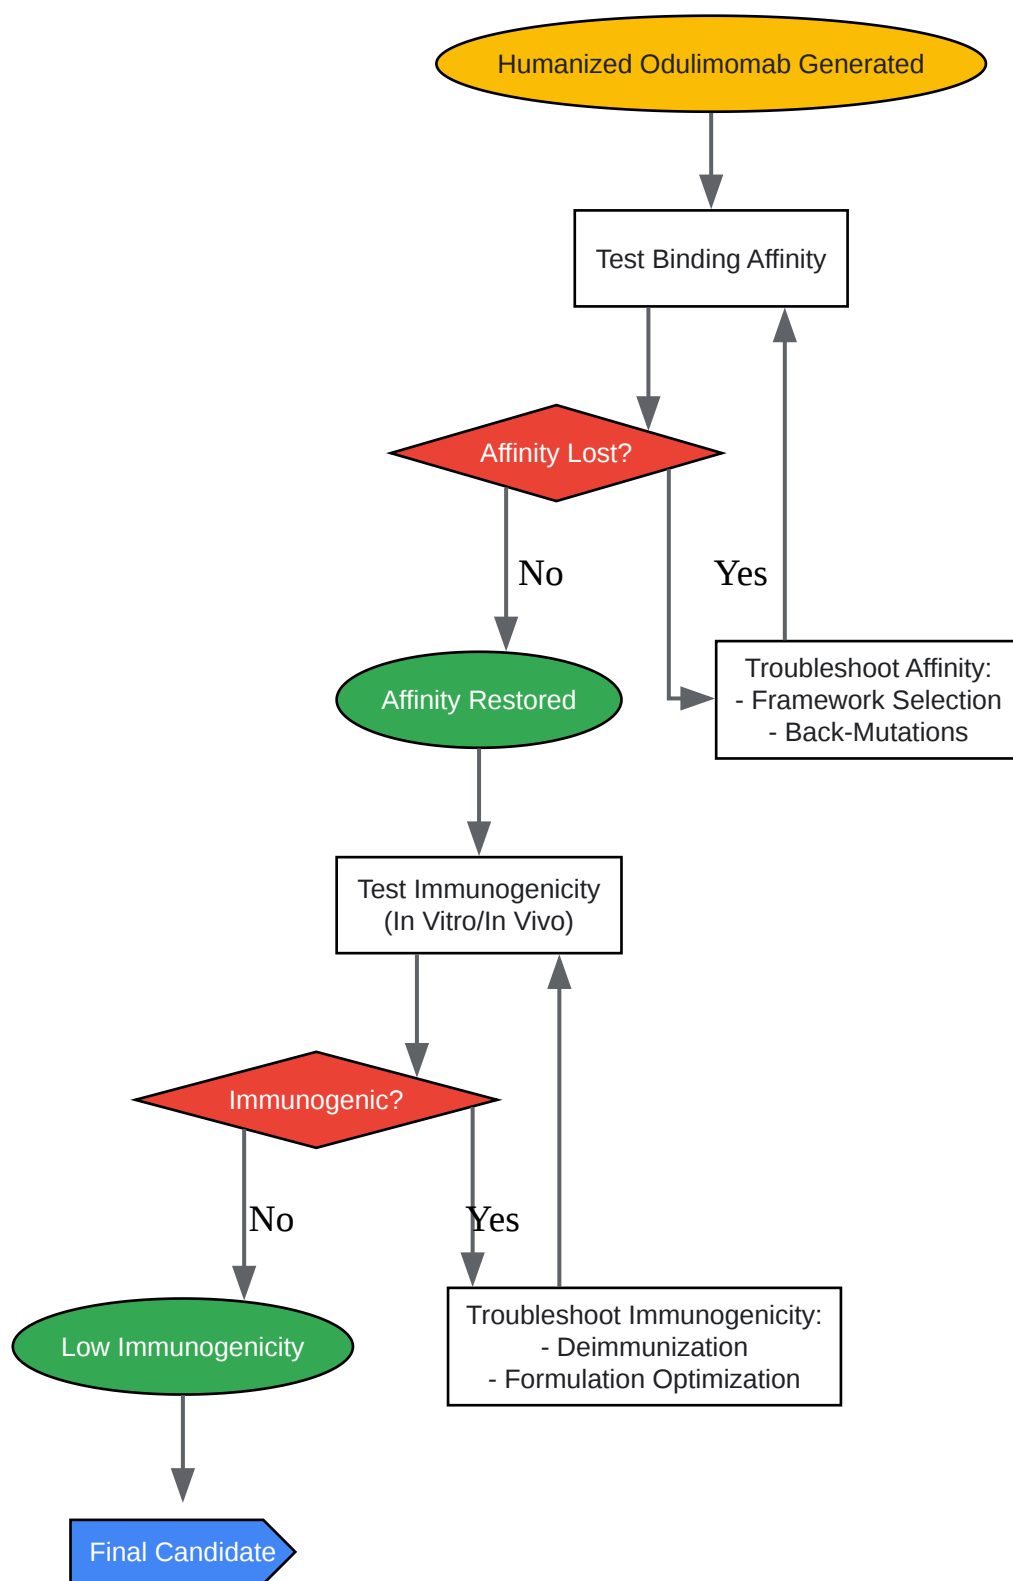 Humanized Odulimomab Generated
Test Binding Affinity
Affinity Lost?
No
Yes
Troubleshoot Affinity:
- Framework Selection
- Back-Mutations
Affinity Restored
Test Immunogenicity
(In Vitro/In Vivo)
Immunogenic?
No
Yes
Troubleshoot Immunogenicity:
- Deimmunization
- Formulation Optimization
Low Immunogenicity
Final Candidate